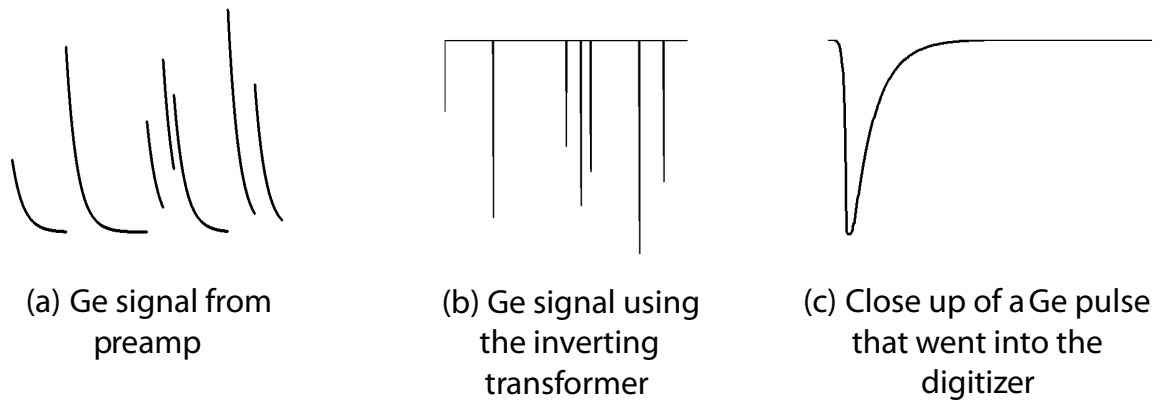 (a) Ge signal from
preamp
(b) Ge signal using
the inverting
transformer
(c) Close up of a Ge pulse
that went into the
digitizer